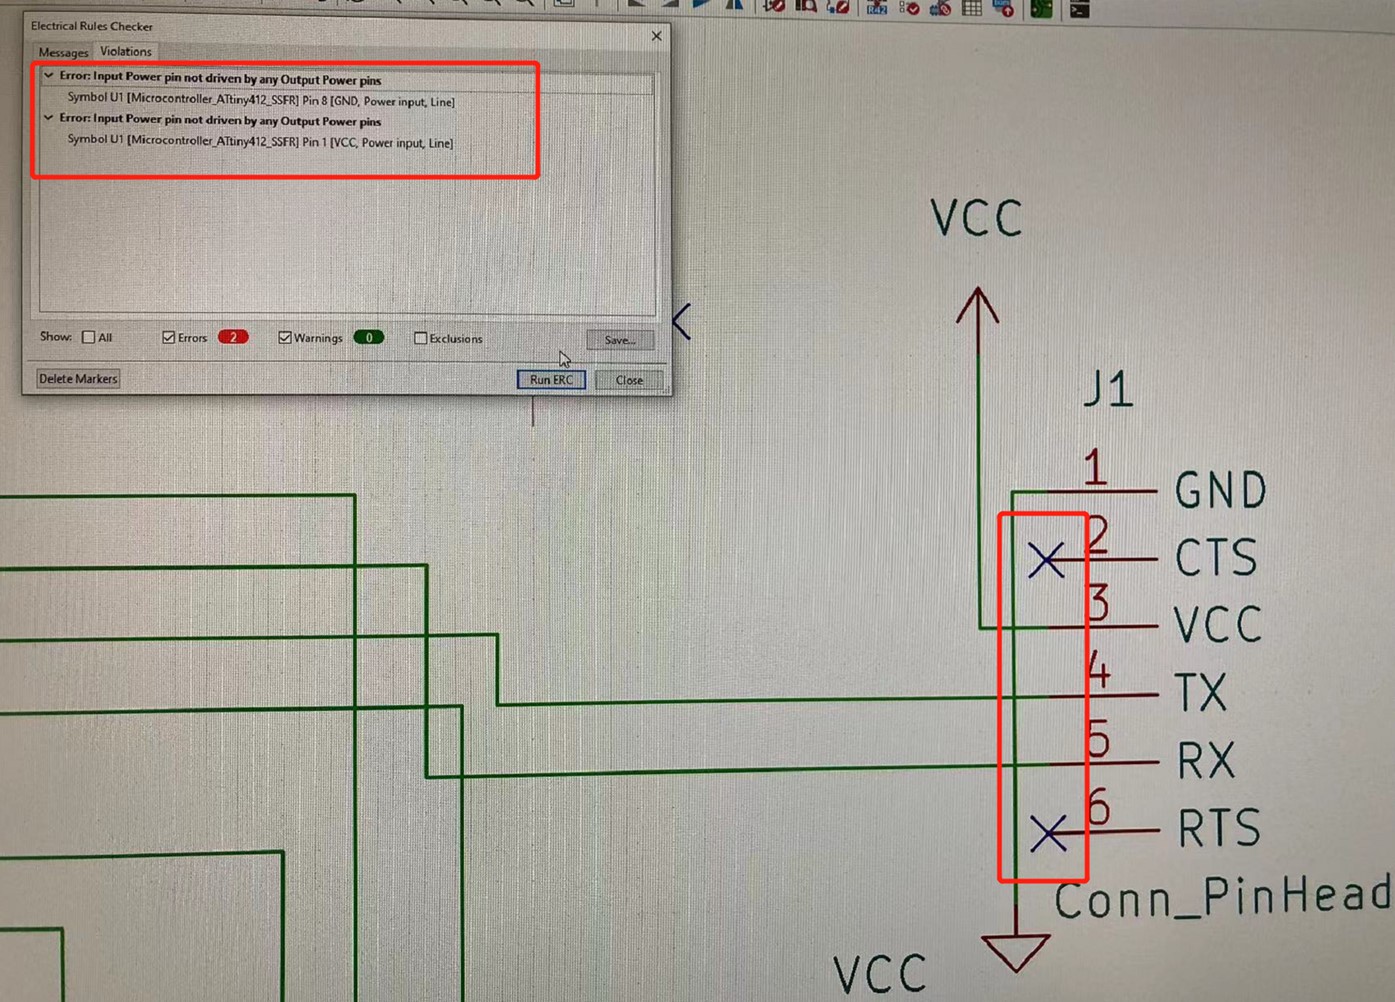 Electrical Rules Checker
Messages Violations
Error: Input Power pin not driven by any Output Power pins
Symbol U1 [Microcontroller_ATtiny412_SSFR] Pin 8 [GND, Power input, Line]
Error: Input Power pin not driven by any Output Power pins
Symbol U1 [Microcontroller_ATtiny412_SSFR] Pin 1 [VCC, Power input, Line]
Show: All Errors 2 Warnings 0 Exclusions Save...
Delete Markers Run ERC Close
VCC
J1
1 GND
2 CTS
3 VCC
4 TX
5 RX
6 RTS
Conn_PinHead
VCC